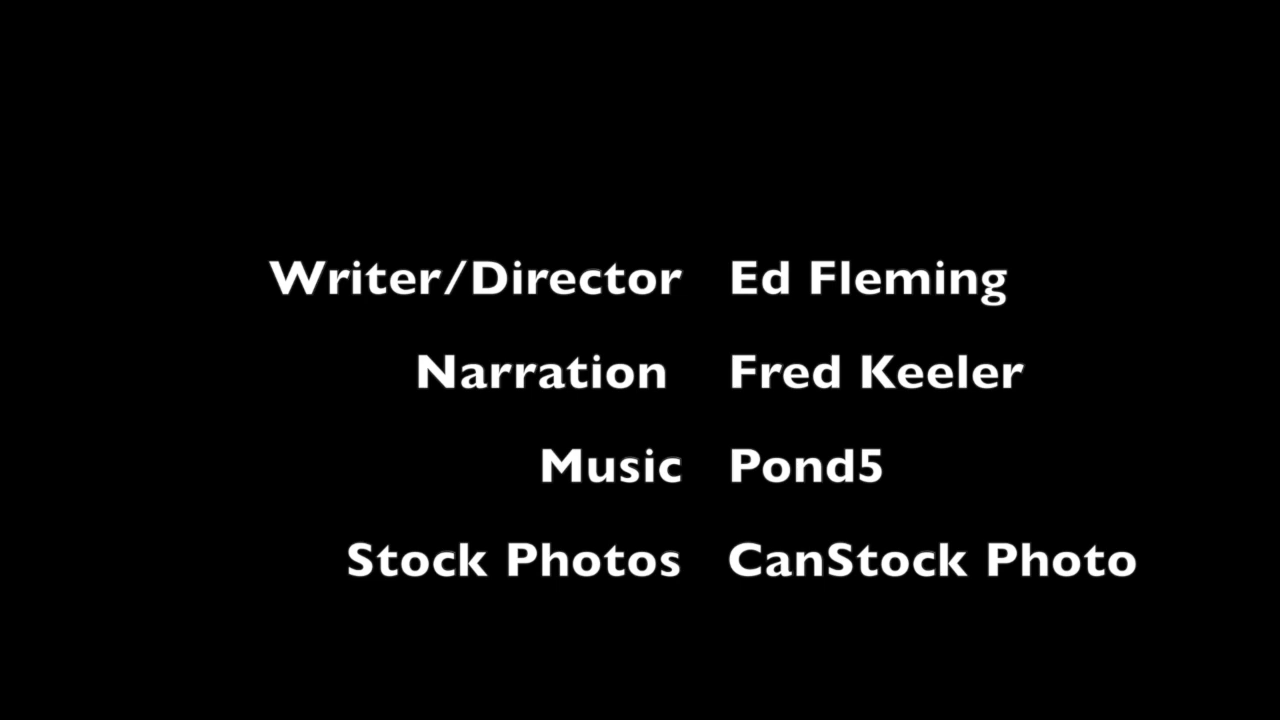 Writer/Director Ed Fleming
Narration Fred Keeler
Music Pond5
Stock Photos CanStock Photo